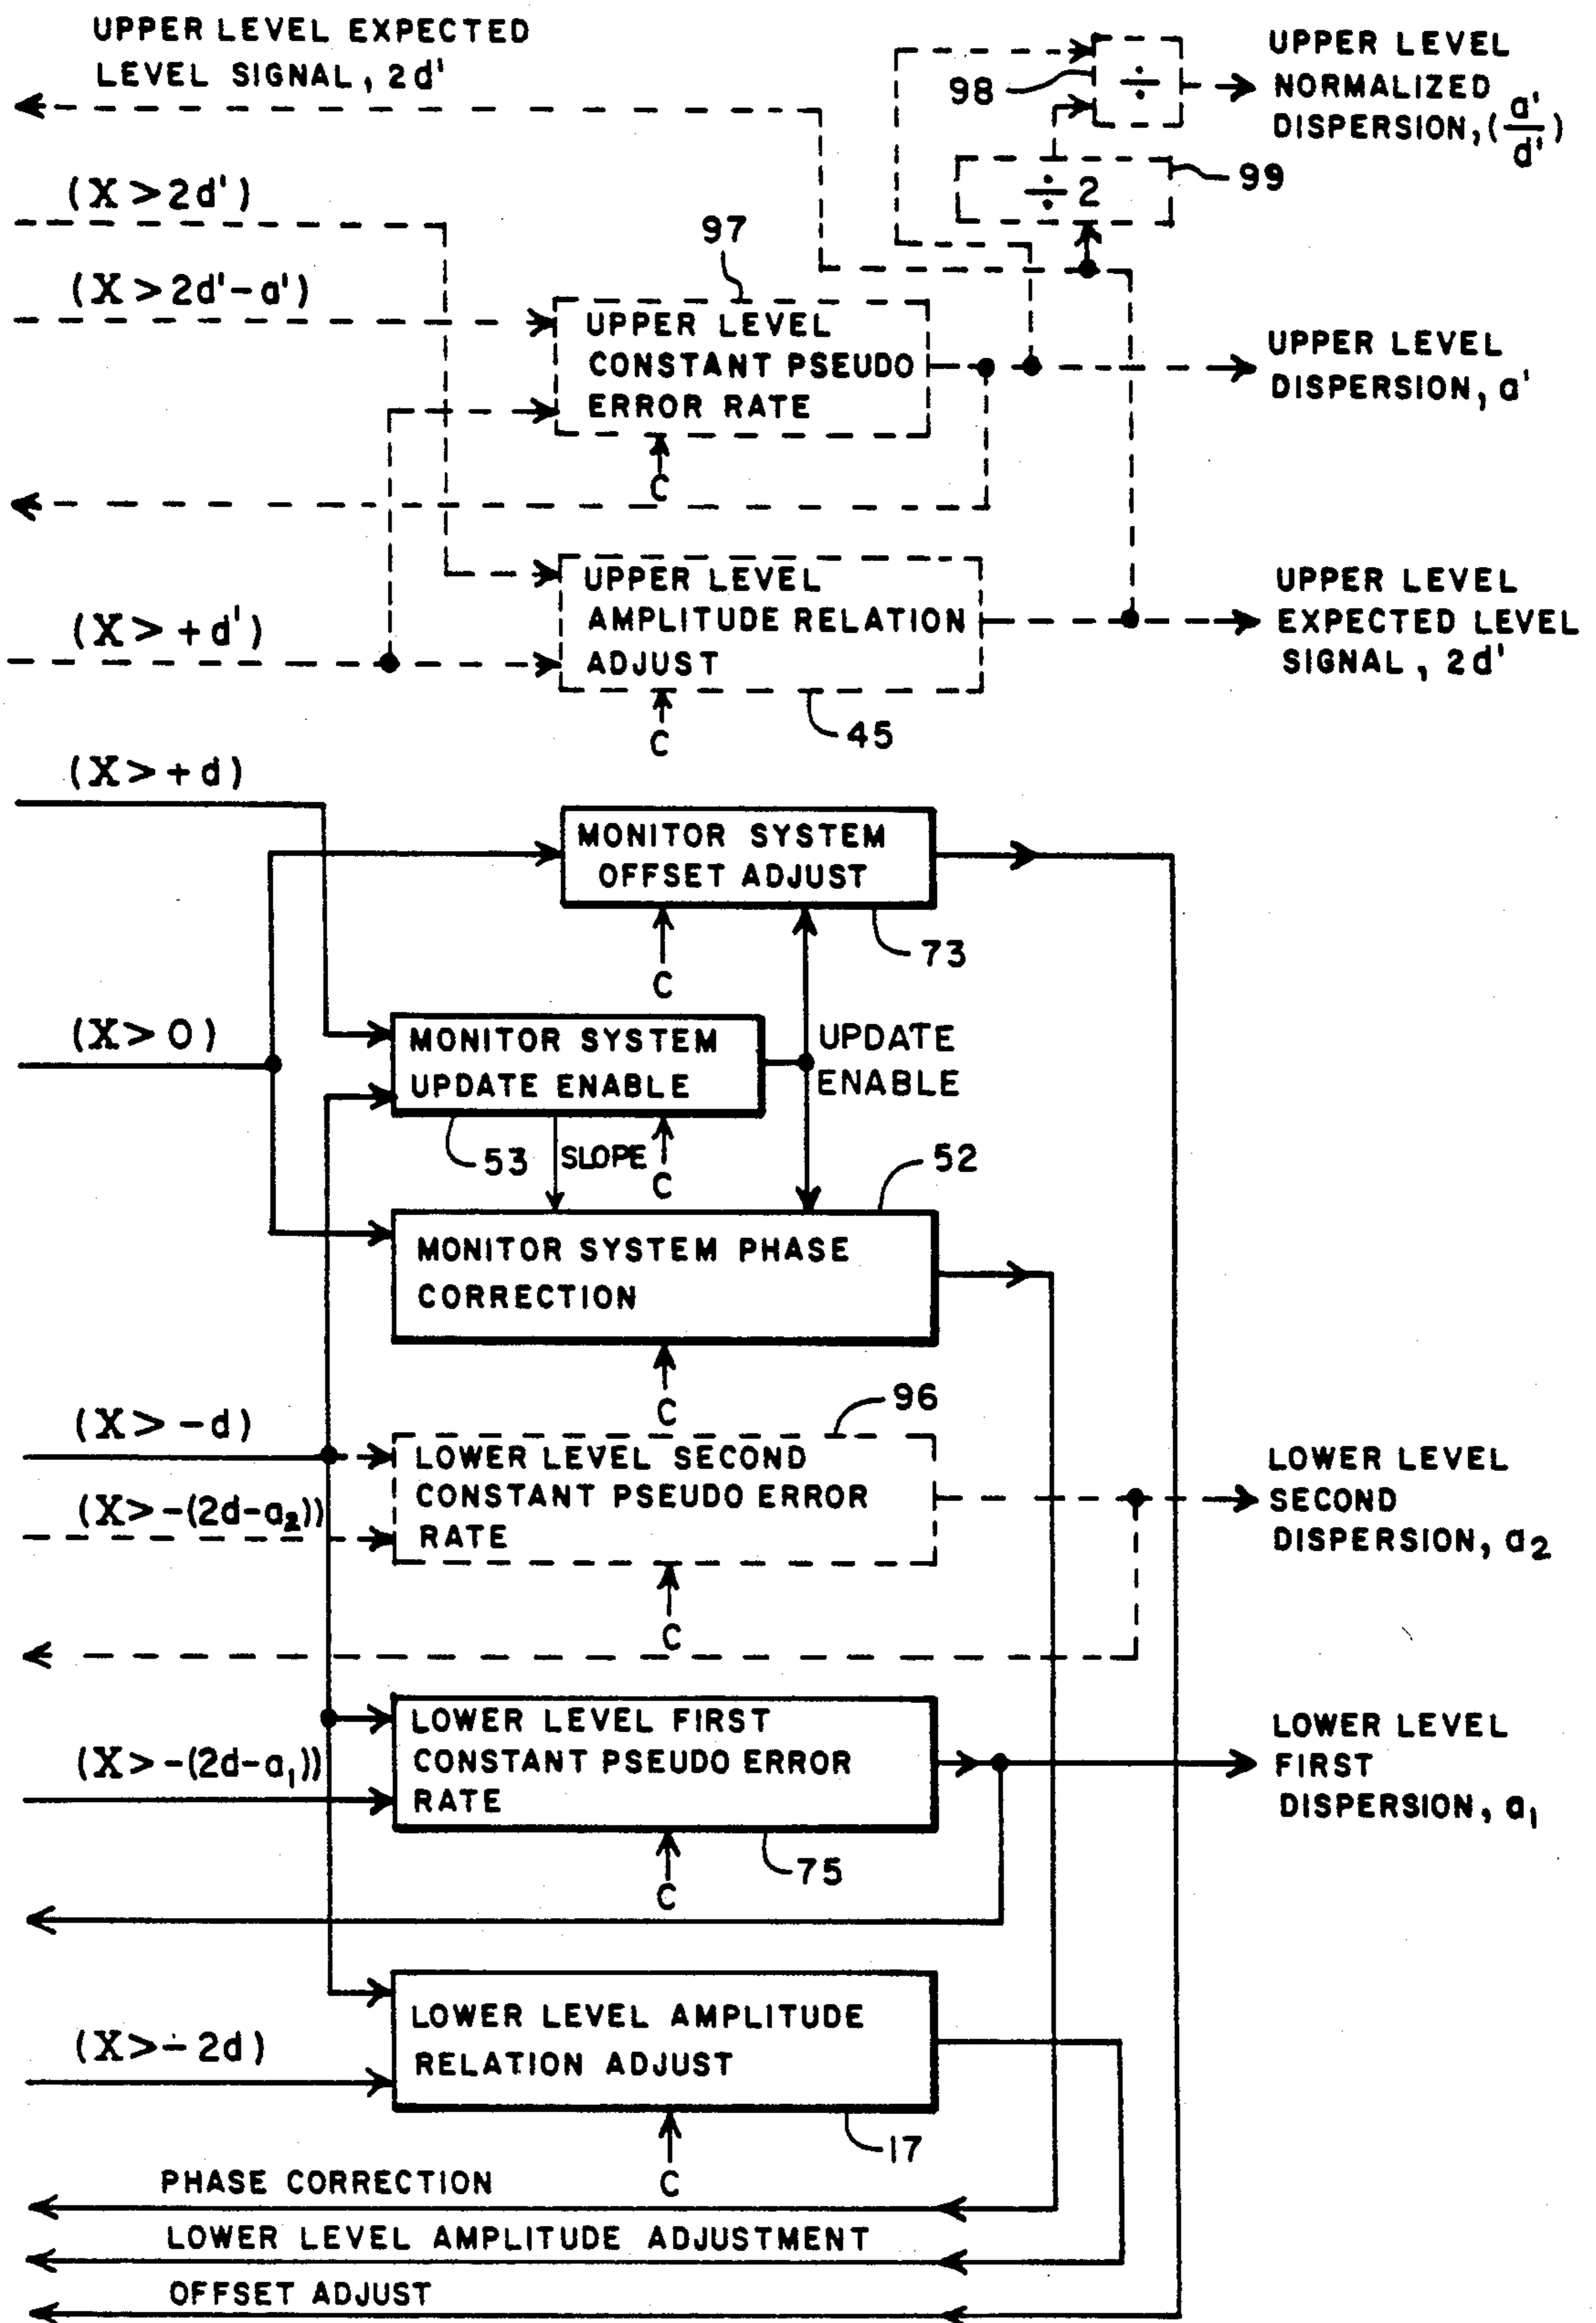 UPPER LEVEL EXPECTED
LEVEL SIGNAL, 2d'
98
÷
UPPER LEVEL
NORMALIZED
DISPERSION, (a'/d')
÷ 2
99
(X>2d')
97
(X>2d'-a')
UPPER LEVEL
CONSTANT PSEUDO
ERROR RATE
C
UPPER LEVEL
DISPERSION, a'
(X>+d')
UPPER LEVEL
AMPLITUDE RELATION
ADJUST
C
45
UPPER LEVEL
EXPECTED LEVEL
SIGNAL, 2d'
(X>+d)
MONITOR SYSTEM
OFFSET ADJUST
C
73
(X>0)
MONITOR SYSTEM
UPDATE ENABLE
UPDATE
ENABLE
53
SLOPE
C
52
MONITOR SYSTEM PHASE
CORRECTION
C
96
(X>-d)
(X>-(2d-a₂))
LOWER LEVEL SECOND
CONSTANT PSEUDO ERROR
RATE
C
LOWER LEVEL
SECOND
DISPERSION, a₂
(X>-(2d-a₁))
LOWER LEVEL FIRST
CONSTANT PSEUDO ERROR
RATE
C
75
LOWER LEVEL
FIRST
DISPERSION, a₁
(X>-2d)
LOWER LEVEL AMPLITUDE
RELATION ADJUST
C
17
PHASE CORRECTION
LOWER LEVEL AMPLITUDE ADJUSTMENT
OFFSET ADJUST